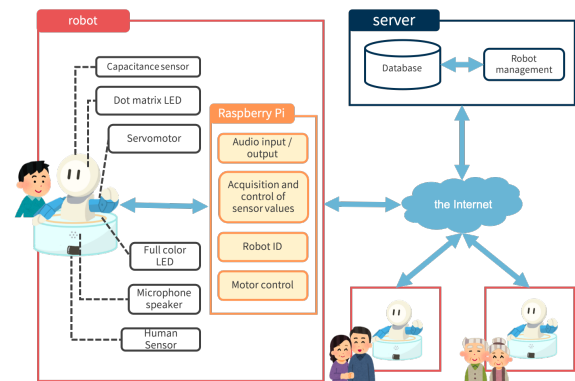 robot
Capacitance sensor
Dot matrix LED
Servomotor
Full color
LED
Microphone
speaker
Human
Sensor
Raspberry Pi
Audio input /
output
Acquisition and
control of
sensor values
Robot ID
Motor control
server
Database
Robot
management
the Internet